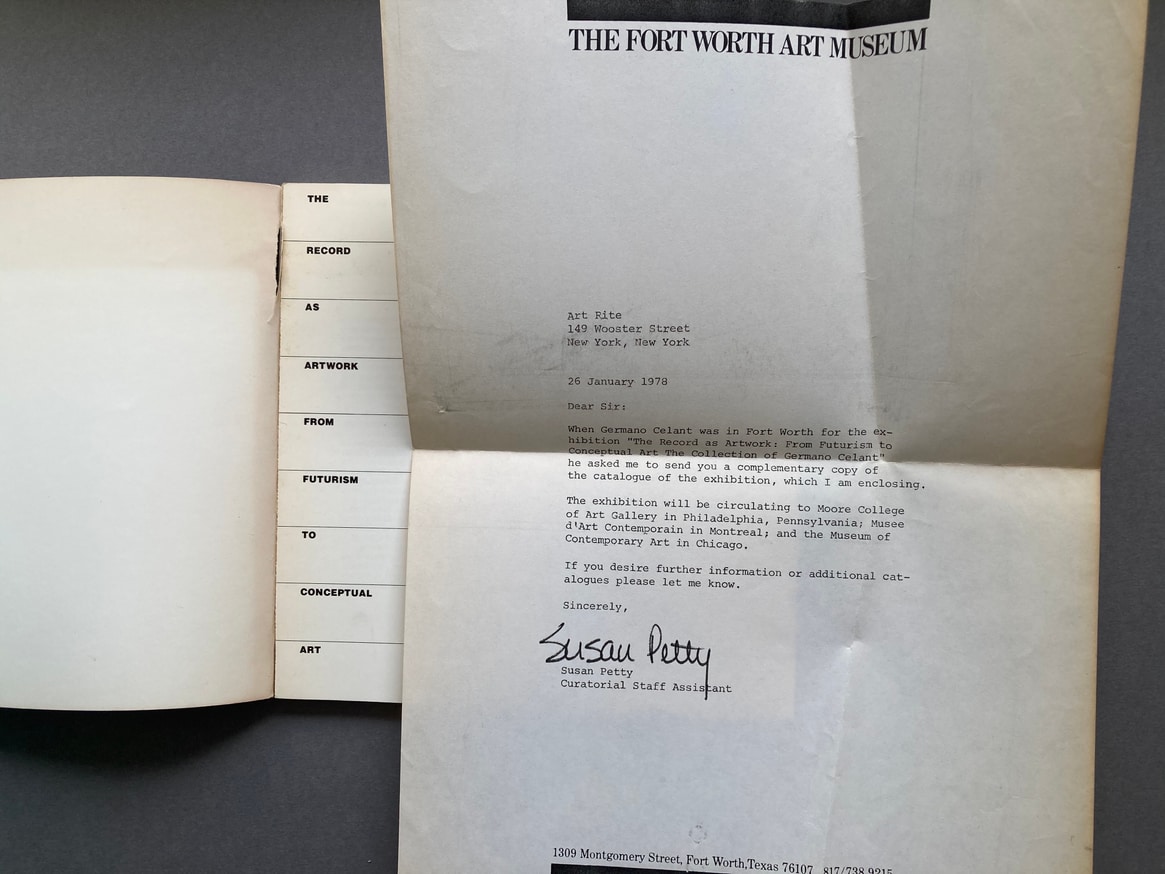 THE
RECORD
AS
ARTWORK
FROM
FUTURISM
TO
CONCEPTUAL
ART
THE FORT WORTH ART MUSEUM
Art Rite
149 Wooster Street
New York, New York
26 January 1978
Dear Sir:
When Germano Celant was in Fort Worth for the ex-
hibition "The Record as Artwork: From Futurism to
Conceptual Art The Collection of Germano Celant"
he asked me to send you a complementary copy of
the catalogue of the exhibition, which I am enclosing.
The exhibition will be circulating to Moore College
of Art Gallery in Philadelphia, Pennsylvania; Musee
d'Art Contemporain in Montreal; and the Museum of
Contemporary Art in Chicago.
If you desire further information or additional cat-
alogues please let me know.
Sincerely,
Susan Petty
Susan Petty
Curatorial Staff Assistant
1309 Montgomery Street, Fort Worth,Texas 76107 817/738 9215